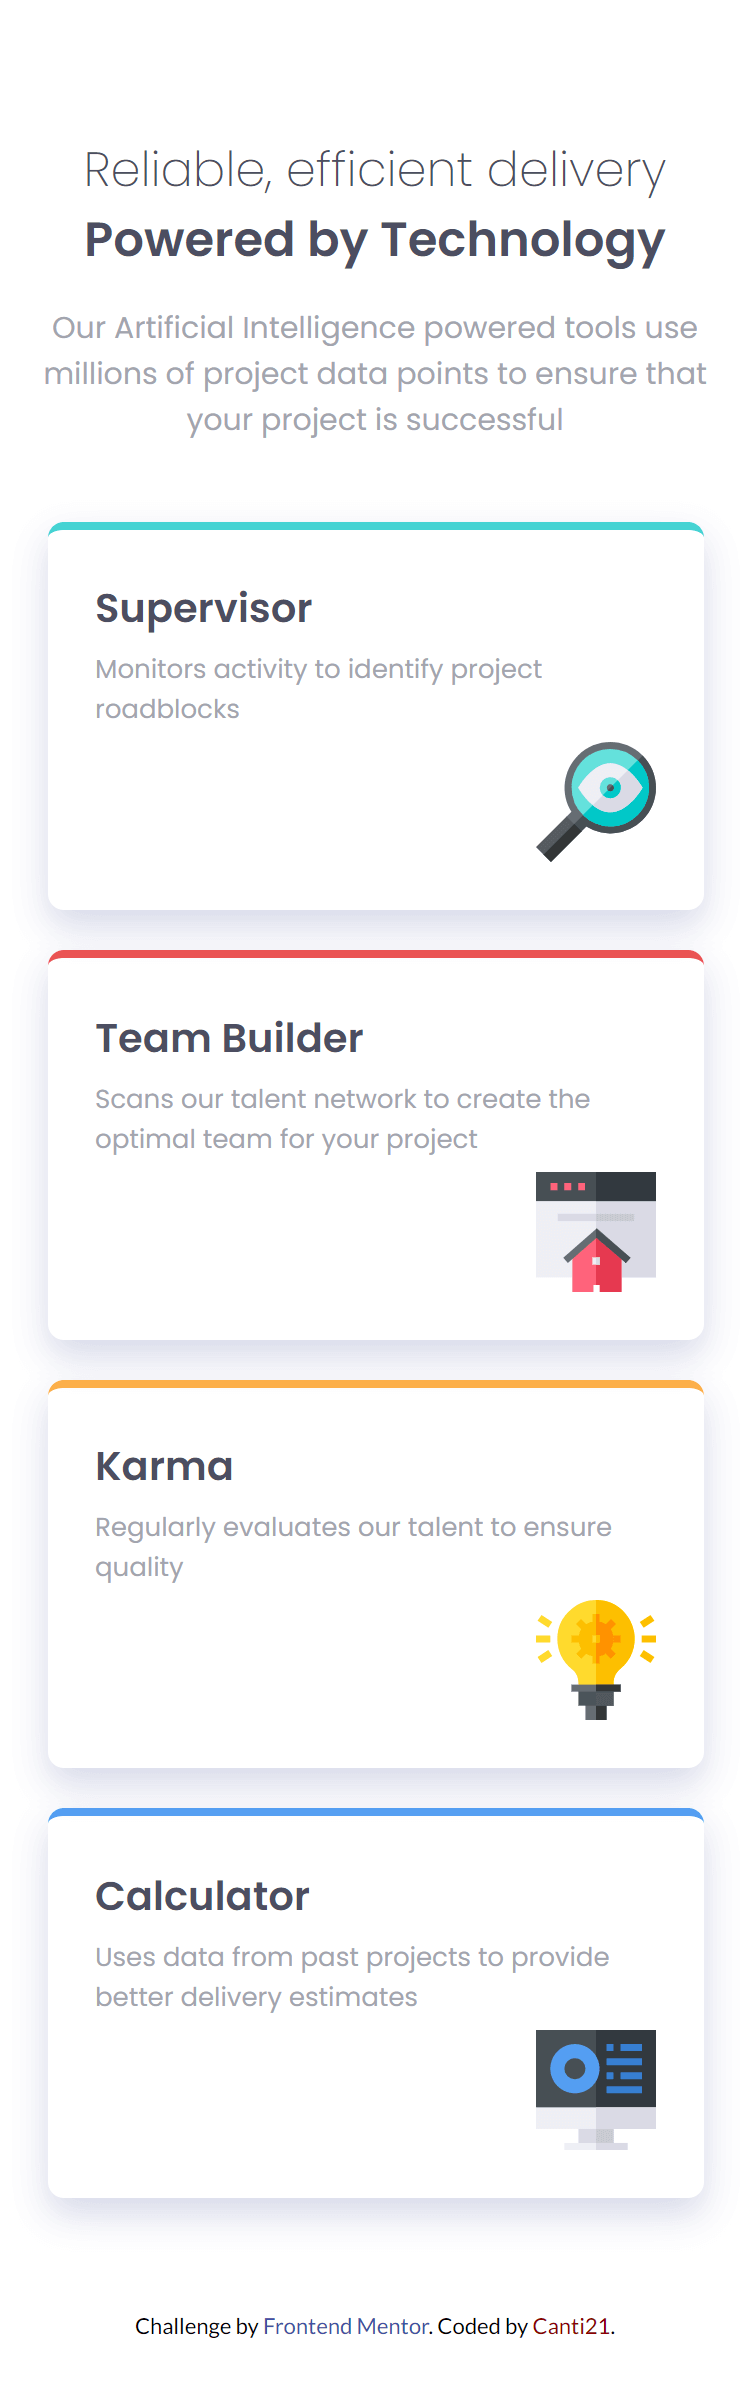 Reliable, efficient delivery
Powered by Technology
Our Artificial Intelligence powered tools use
millions of project data points to ensure that
your project is successful
Supervisor
Monitors activity to identify project
roadblocks
Team Builder
Scans our talent network to create the
optimal team for your project
Karma
Regularly evaluates our talent to ensure
quality
Calculator
Uses data from past projects to provide
better delivery estimates
Challenge by Frontend Mentor. Coded by Canti21.